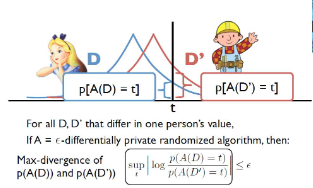 D D'
p[A(D) = t] p[A(D') = t]
t
For all D, D' that differ in one person's value,
If A = ϵ-differentially private randomized algorithm, then:
Max-divergence of
p(A(D)) and p(A(D'))
sup_t | log p(A(D) = t) / p(A(D') = t) | ≤ ϵ